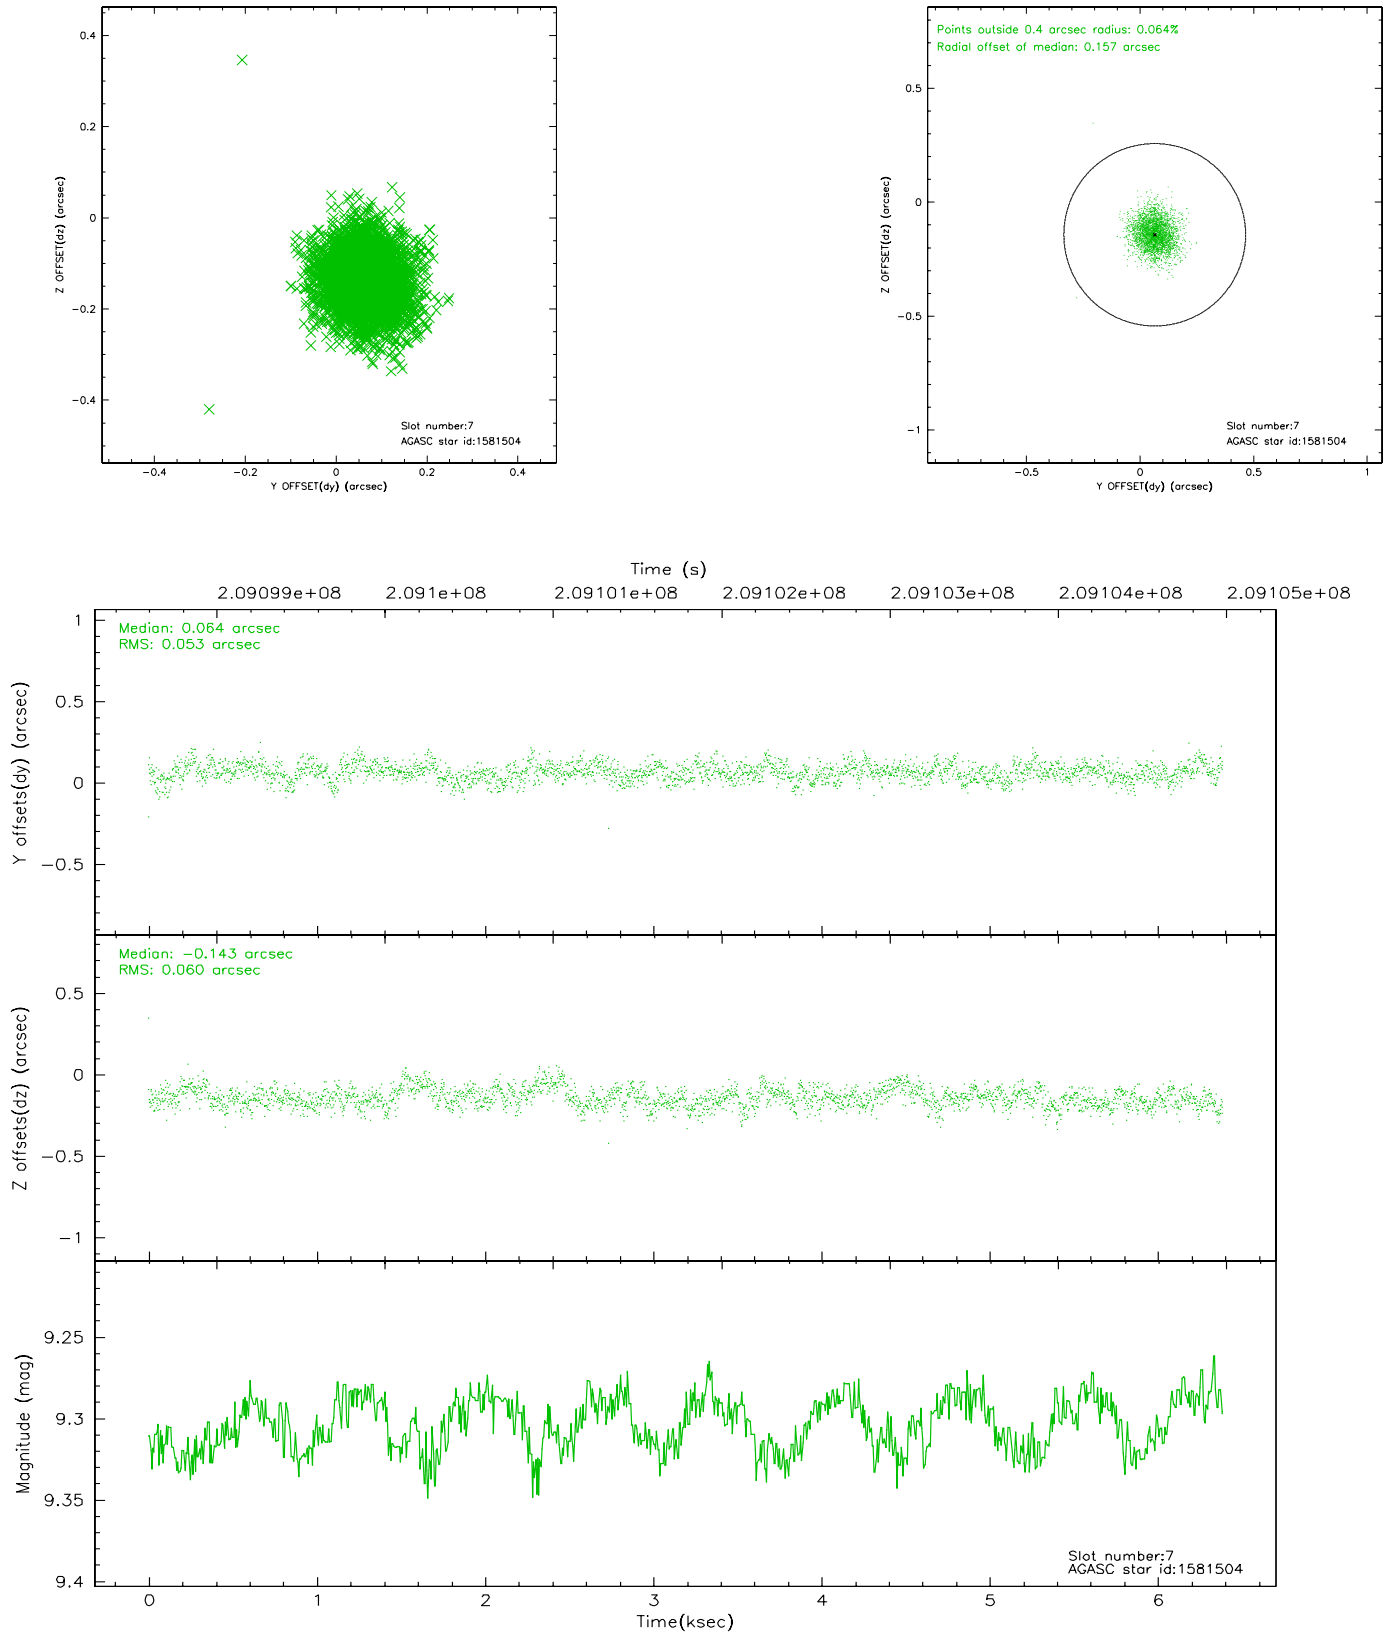 0.4
0.2
0
−0.2
−0.4
Z OFFSET(dz) (arcsec)
−0.4 −0.2 0 0.2 0.4
Y OFFSET(dy) (arcsec)
Slot number:7
AGASC star id:1581504
Points outside 0.4 arcsec radius: 0.064%
Radial offset of median: 0.157 arcsec
0.5
0
−0.5
−1
Z OFFSET(dz) (arcsec)
−0.5 0 0.5 1
Y OFFSET(dy) (arcsec)
Slot number:7
AGASC star id:1581504
Time (s)
2.09099e+08 2.091e+08 2.09101e+08 2.09102e+08 2.09103e+08 2.09104e+08 2.09105e+08
Median: 0.064 arcsec
RMS: 0.053 arcsec
1
0.5
0
−0.5
Y offsets(dy) (arcsec)
Median: −0.143 arcsec
RMS: 0.060 arcsec
0.5
0
−0.5
−1
Z offsets(dz) (arcsec)
9.25
9.3
9.35
9.4
Magnitude (mag)
Slot number:7
AGASC star id:1581504
0 1 2 3 4 5 6
Time(ksec)